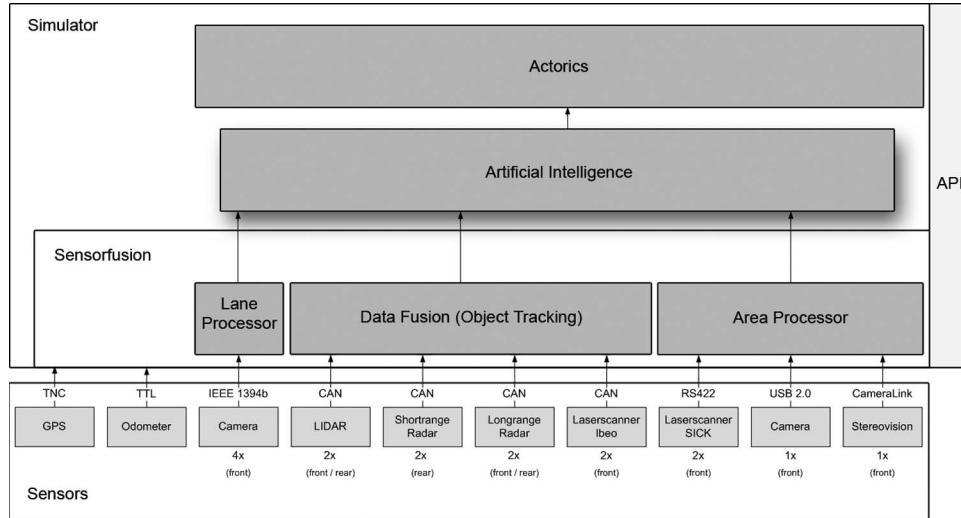 Simulator
Actorics
Artificial Intelligence
API
Sensorfusion
Lane
Processor
Data Fusion (Object Tracking)
Area Processor
TNC
TTL
IEEE 1394b
CAN
CAN
CAN
CAN
RS422
USB 2.0
CameraLink
GPS
Odometer
Camera
LIDAR
Shortrange
Radar
Longrange
Radar
Laserscanner
Ibeo
Laserscanner
SICK
Camera
Stereovision
4x
2x
2x
2x
2x
2x
1x
1x
(front)
(front / rear)
(rear)
(front / rear)
(front)
(front)
(front)
(front)
Sensors